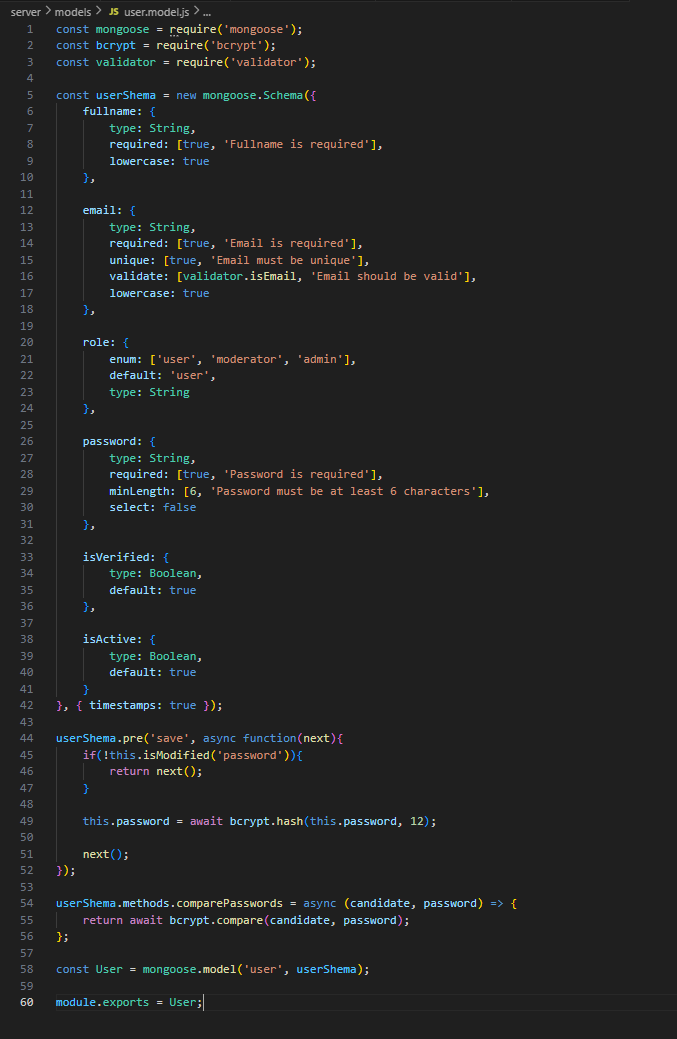 server > models > JS user.model.js > ...
1 const mongoose = require('mongoose');
2 const bcrypt = require('bcrypt');
3 const validator = require('validator');
4
5 const userShema = new mongoose.Schema({
6     fullname: {
7         type: String,
8         required: [true, 'Fullname is required'],
9         lowercase: true
10     },
11
12     email: {
13         type: String,
14         required: [true, 'Email is required'],
15         unique: [true, 'Email must be unique'],
16         validate: [validator.isEmail, 'Email should be valid'],
17         lowercase: true
18     },
19
20     role: {
21         enum: ['user', 'moderator', 'admin'],
22         default: 'user',
23         type: String
24     },
25
26     password: {
27         type: String,
28         required: [true, 'Password is required'],
29         minLength: [6, 'Password must be at least 6 characters'],
30         select: false
31     },
32
33     isVerified: {
34         type: Boolean,
35         default: true
36     },
37
38     isActive: {
39         type: Boolean,
40         default: true
41     }
42 }, { timestamps: true });
43
44 userShema.pre('save', async function(next){
45     if(!this.isModified('password')){
46         return next();
47     }
48
49     this.password = await bcrypt.hash(this.password, 12);
50
51     next();
52 });
53
54 userShema.methods.comparePasswords = async (candidate, password) => {
55     return await bcrypt.compare(candidate, password);
56 };
57
58 const User = mongoose.model('user', userShema);
59
60 module.exports = User;